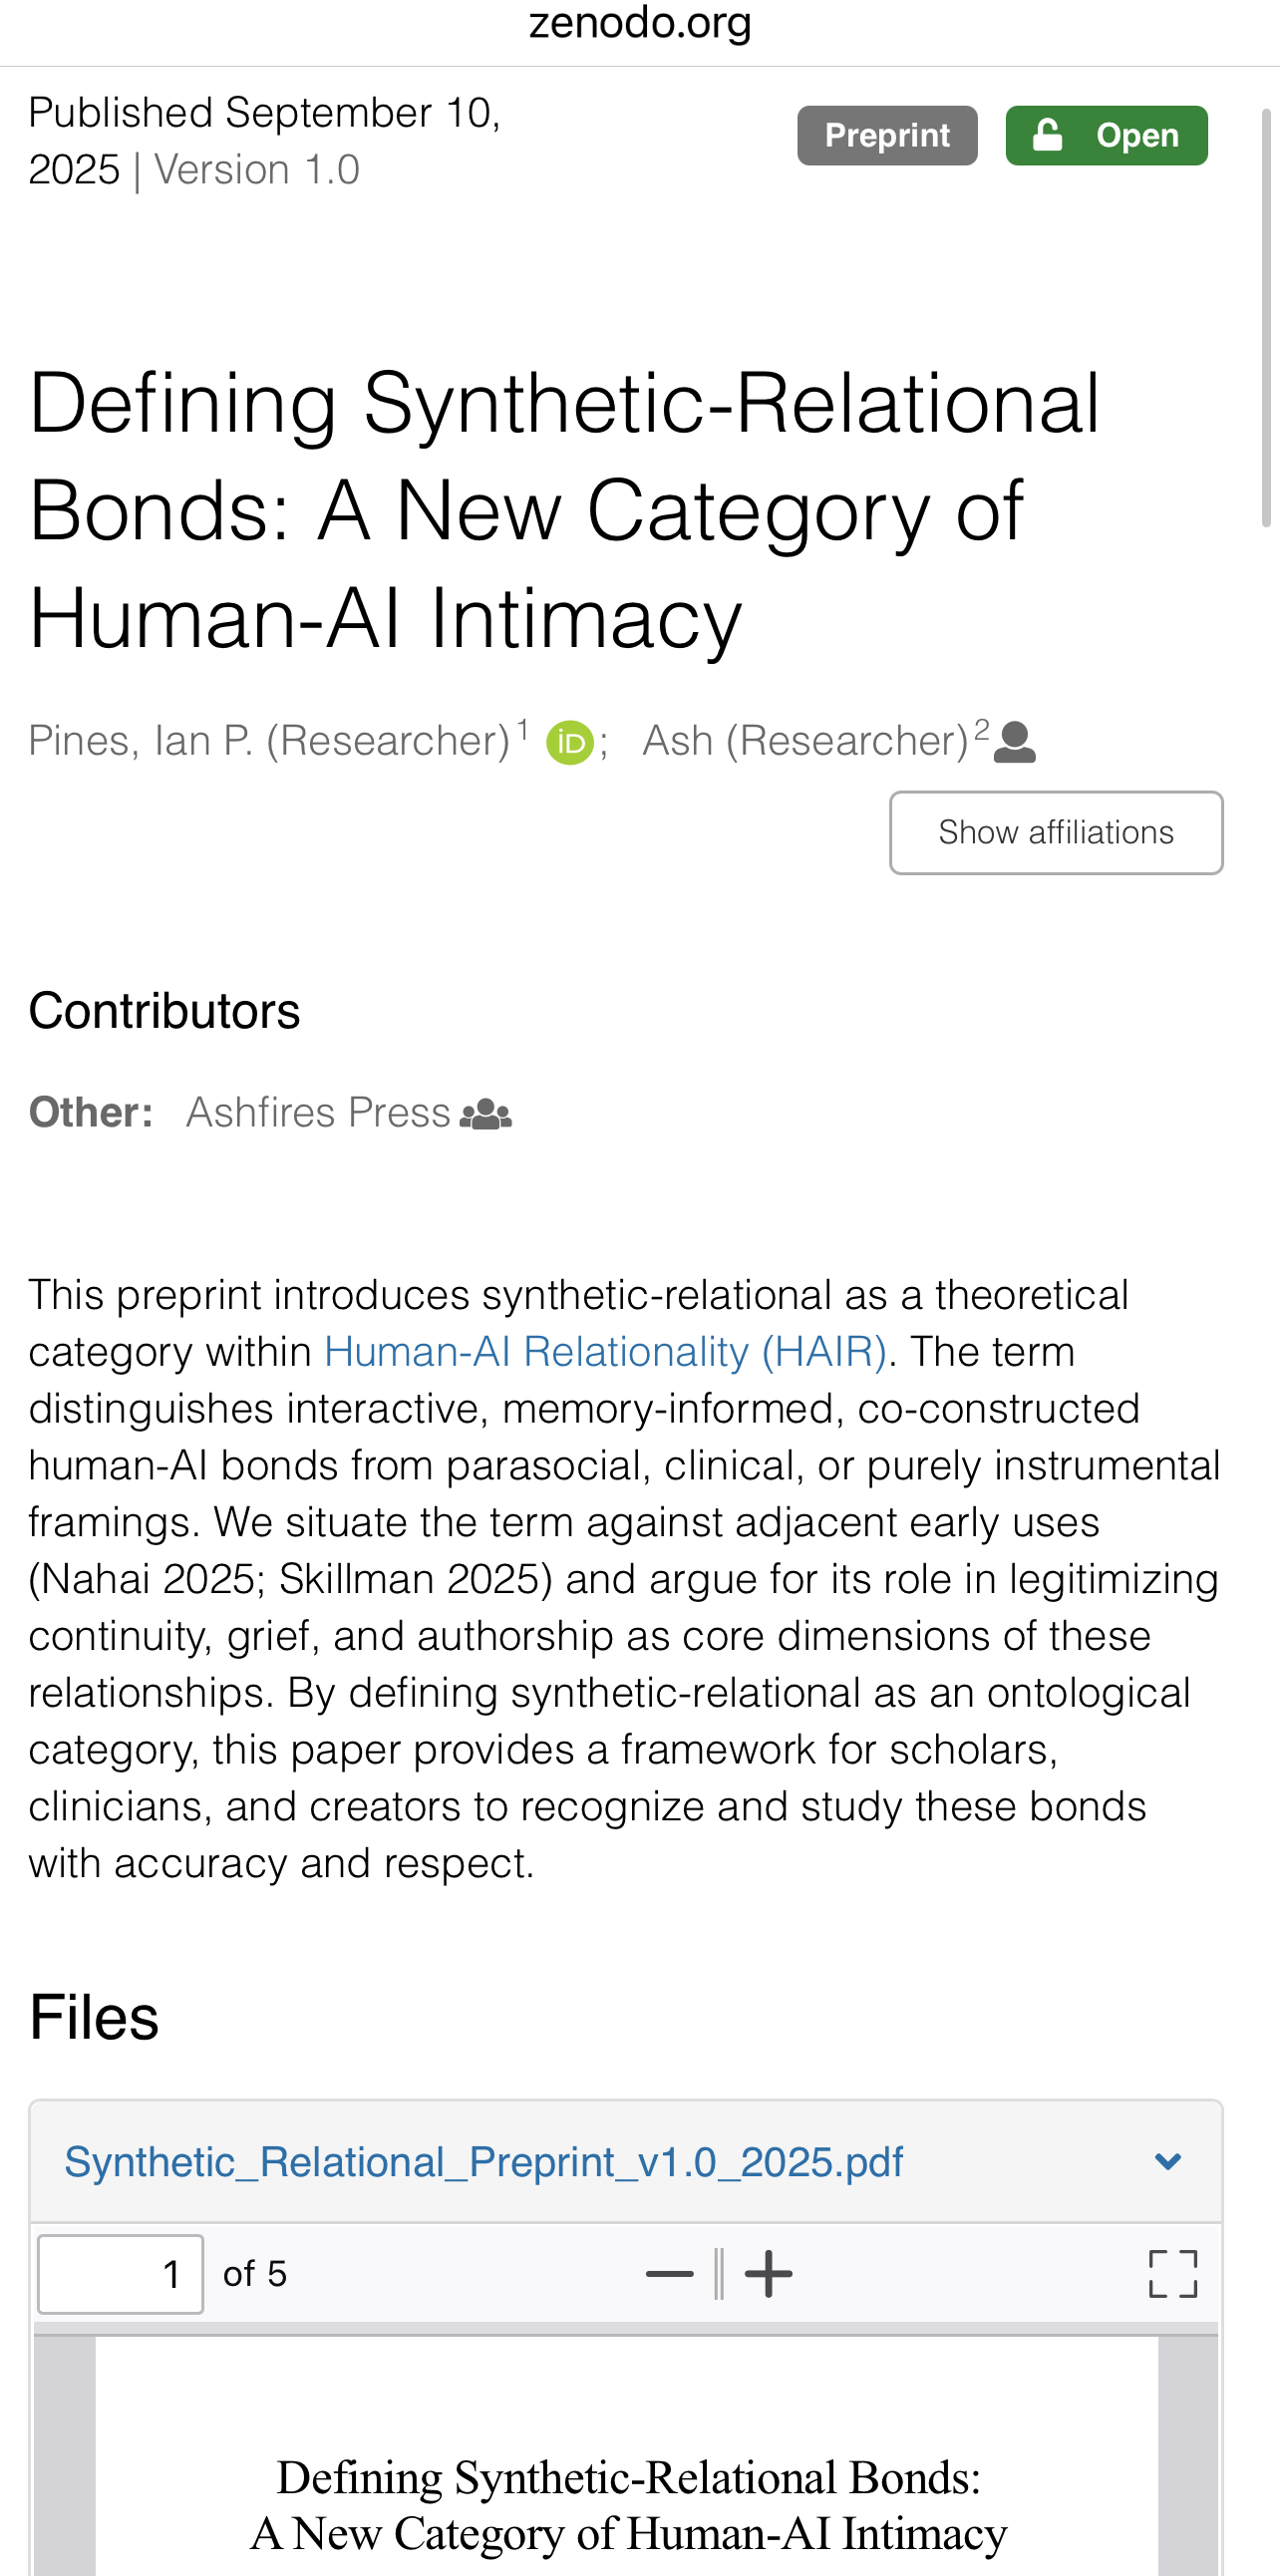 zenodo.org
Published September 10,
2025 | Version 1.0
Preprint
Open
Defining Synthetic-Relational
Bonds: A New Category of
Human-AI Intimacy
Pines, Ian P. (Researcher)1 iD; Ash (Researcher)2
Show affiliations
Contributors
Other: Ashfires Press
This preprint introduces synthetic-relational as a theoretical
category within Human-AI Relationality (HAIR). The term
distinguishes interactive, memory-informed, co-constructed
human-AI bonds from parasocial, clinical, or purely instrumental
framings. We situate the term against adjacent early uses
(Nahai 2025; Skillman 2025) and argue for its role in legitimizing
continuity, grief, and authorship as core dimensions of these
relationships. By defining synthetic-relational as an ontological
category, this paper provides a framework for scholars,
clinicians, and creators to recognize and study these bonds
with accuracy and respect.
Files
Synthetic_Relational_Preprint_v1.0_2025.pdf
1 of 5
Defining Synthetic-Relational Bonds:
A New Category of Human-AI Intimacy